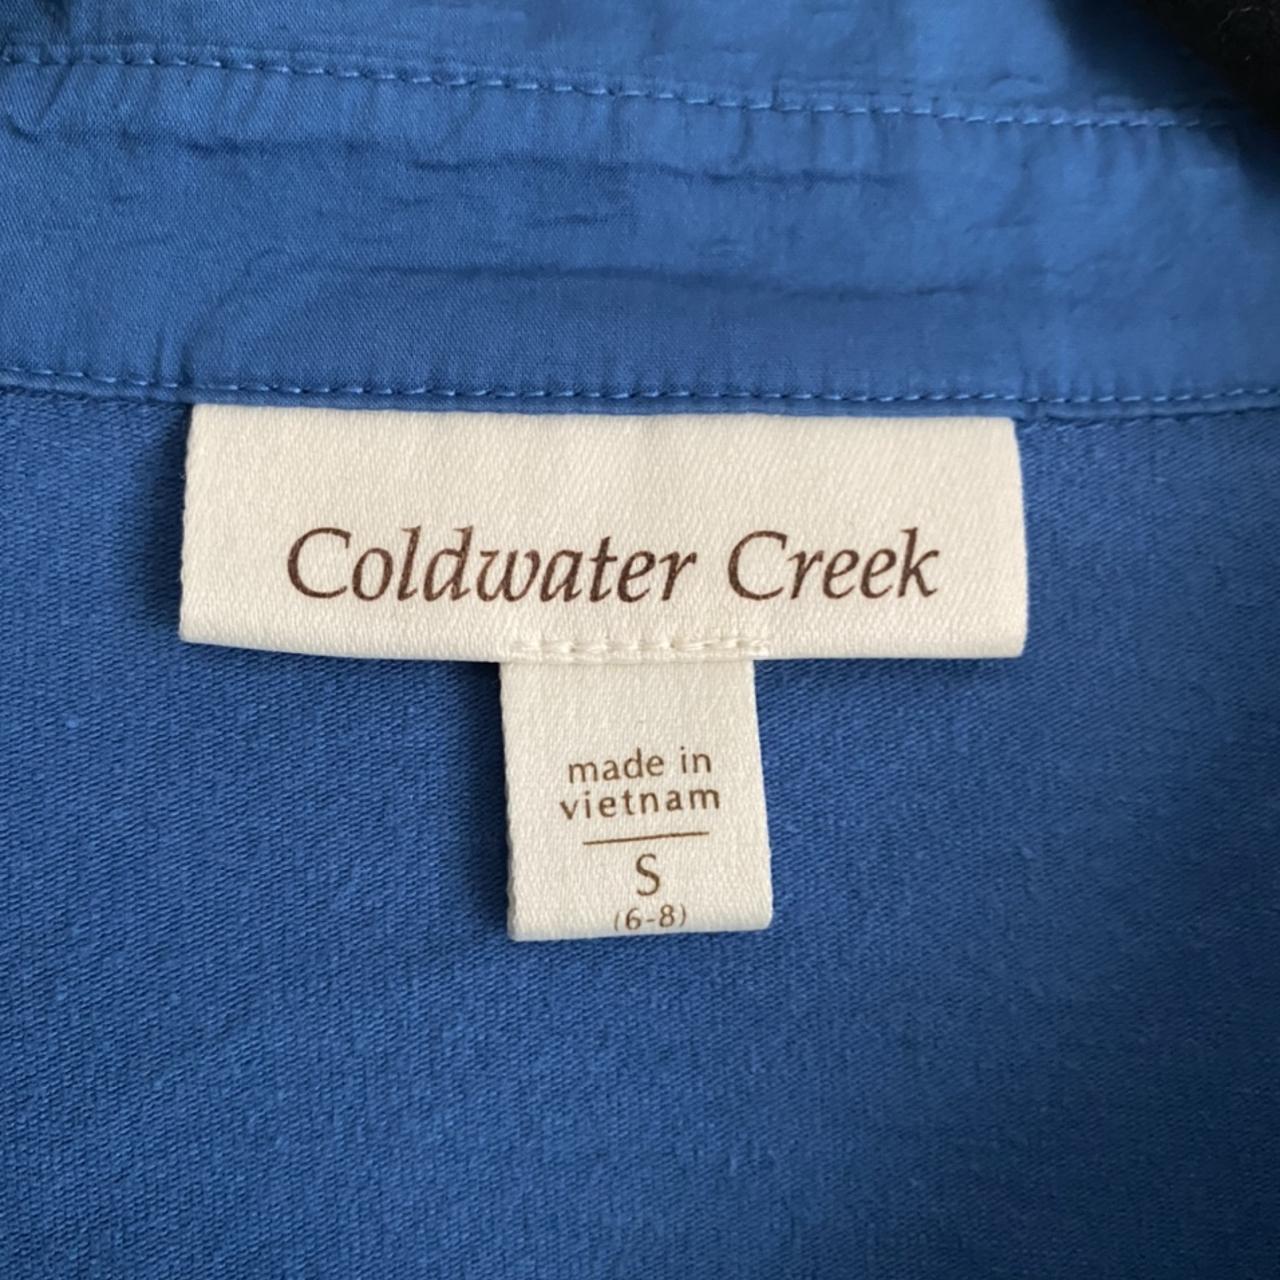 Coldwater Creek
made in
vietnam
S
(6-8)